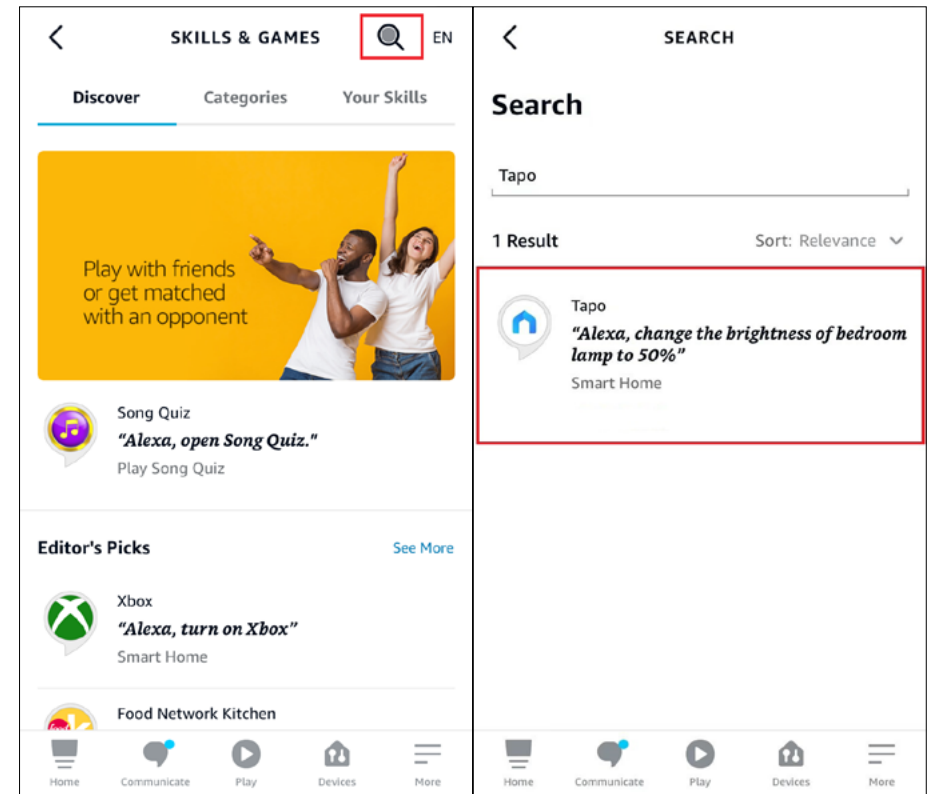 SKILLS & GAMES
EN
Discover
Categories
Your Skills
Play with friends
or get matched
with an opponent
Song Quiz
“Alexa, open Song Quiz."
Play Song Quiz
Editor's Picks
See More
Xbox
“Alexa, turn on Xbox”
Smart Home
food
Food Network Kitchen
Home
Communicate
Play
Devices
More
SEARCH
Search
Tapo
1 Result
Sort: Relevance
Tapo
“Alexa, change the brightness of bedroom
lamp to 50%”
Smart Home
Home
Communicate
Play
Devices
More